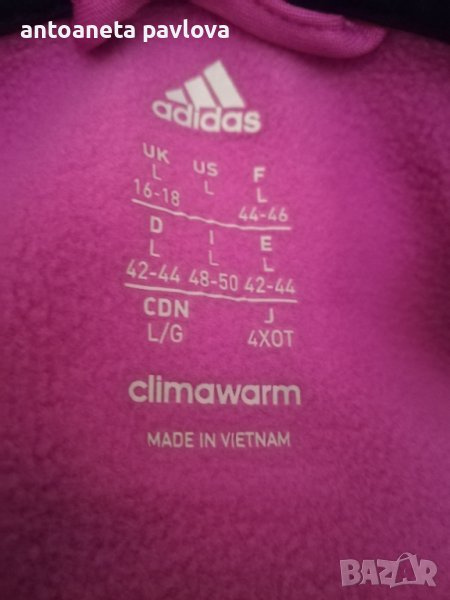 antoaneta pavlova
adidas
UK US F
L L L
16-18 44-46
D I E
L L L
42-44 48-50 42-44
CDN J
L/G 4XOT
climawarm
MADE IN VIETNAM
BAZAR